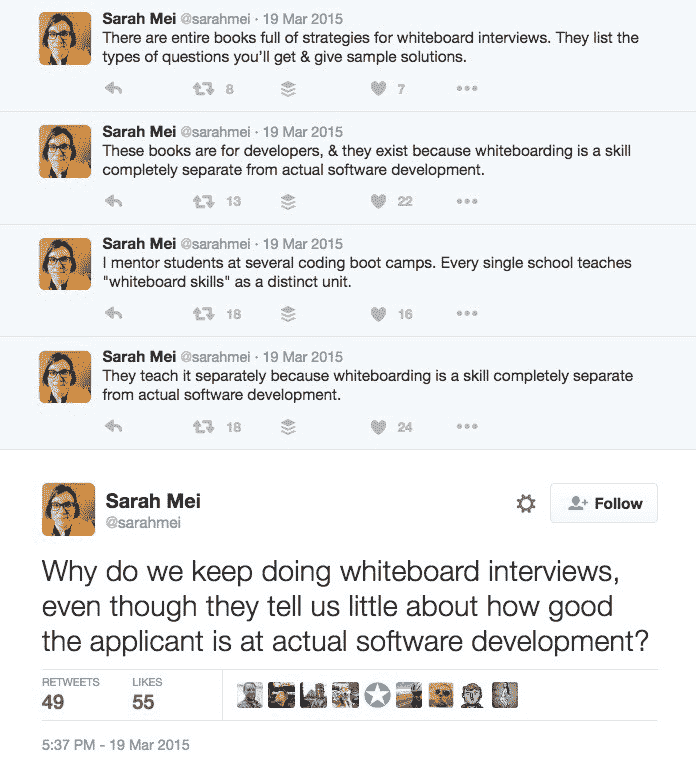 Sarah Mei @sarahmei · 19 Mar 2015
There are entire books full of strategies for whiteboard interviews. They list the
types of questions you'll get & give sample solutions.
8 7
Sarah Mei @sarahmei · 19 Mar 2015
These books are for developers, & they exist because whiteboarding is a skill
completely separate from actual software development.
13 22
Sarah Mei @sarahmei · 19 Mar 2015
I mentor students at several coding boot camps. Every single school teaches
"whiteboard skills" as a distinct unit.
18 16
Sarah Mei @sarahmei · 19 Mar 2015
They teach it separately because whiteboarding is a skill completely separate
from actual software development.
18 24
Sarah Mei
@sarahmei
Follow
Why do we keep doing whiteboard interviews,
even though they tell us little about how good
the applicant is at actual software development?
RETWEETS LIKES
49 55
5:37 PM - 19 Mar 2015